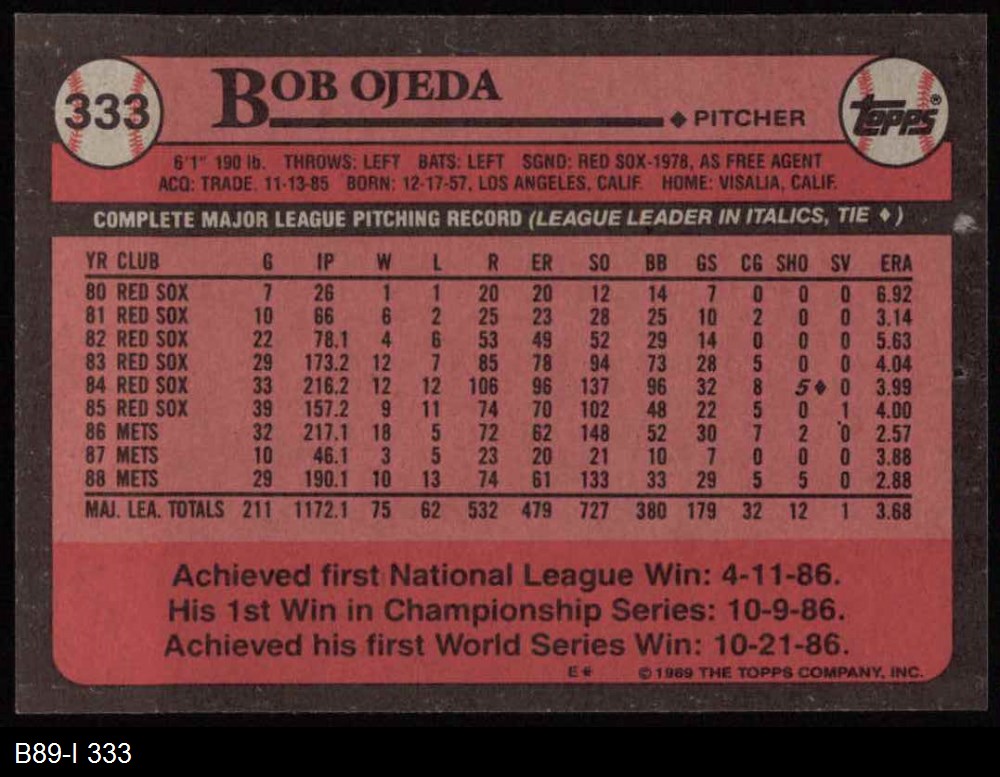 333
BOB OJEDA
♦ PITCHER
Topps®
6'1" 190 lb. THROWS: LEFT BATS: LEFT SGND: RED SOX-1978, AS FREE AGENT
ACQ: TRADE, 11-13-85 BORN: 12-17-57, LOS ANGELES, CALIF. HOME: VISALIA, CALIF.
COMPLETE MAJOR LEAGUE PITCHING RECORD (LEAGUE LEADER IN ITALICS, TIE ♦)
YR CLUB G IP W L R ER SO BB GS CG SHO SV ERA
80 RED SOX 7 26 1 1 20 20 12 14 7 0 0 0 6.92
81 RED SOX 10 66 6 2 25 23 28 25 10 2 0 0 3.14
82 RED SOX 22 78.1 4 6 53 49 52 29 14 0 0 0 5.63
83 RED SOX 29 173.2 12 7 85 78 94 73 28 5 0 0 4.04
84 RED SOX 33 216.2 12 12 106 96 137 96 32 8 5♦ 0 3.99
85 RED SOX 39 157.2 9 11 74 70 102 48 22 5 0 1 4.00
86 METS 32 217.1 18 5 72 62 148 52 30 7 2 0 2.57
87 METS 10 46.1 3 5 23 20 21 10 7 0 0 0 3.88
88 METS 29 190.1 10 13 74 61 133 33 29 5 5 0 2.88
MAJ. LEA. TOTALS 211 1172.1 75 62 532 479 727 380 179 32 12 1 3.68
Achieved first National League Win: 4-11-86.
His 1st Win in Championship Series: 10-9-86.
Achieved his first World Series Win: 10-21-86.
E* © 1989 THE TOPPS COMPANY, INC.
B89-I 333